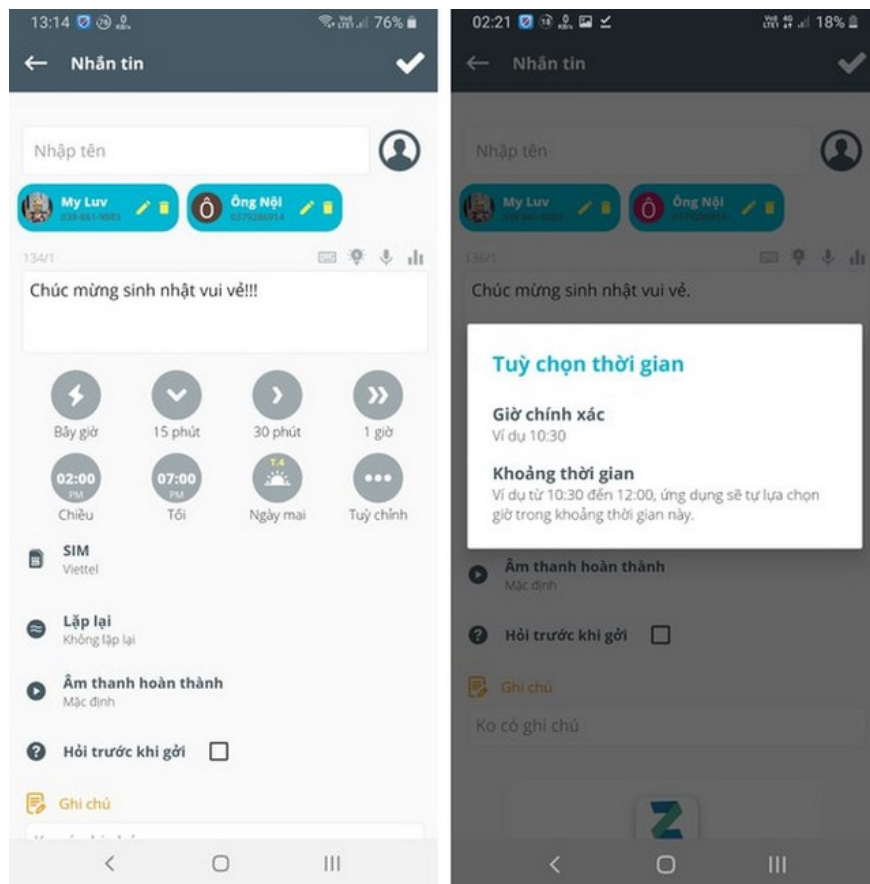 13:14 76%
Nhắn tin
Nhập tên
My Luv
Ông Nội
0379286914
134/1
Chúc mừng sinh nhật vui vẻ!!!
Bây giờ 15 phút 30 phút 1 giờ
02:00 PM 07:00 PM T.4
Chiều Tối Ngày mai Tuỳ chỉnh
SIM
Viettel
Lặp lại
Không lặp lại
Âm thanh hoàn thành
Mặc định
Hỏi trước khi gởi
Ghi chú
02:21 18%
Nhắn tin
Nhập tên
My Luv
Ông Nội
136/1
Chúc mừng sinh nhật vui vẻ.
Tuỳ chọn thời gian
Giờ chính xác
Ví dụ 10:30
Khoảng thời gian
Ví dụ từ 10:30 đến 12:00, ứng dụng sẽ tự lựa chọn
giờ trong khoảng thời gian này.
Âm thanh hoàn thành
Mặc định
Hỏi trước khi gởi
Ghi chú
Ko có ghi chú